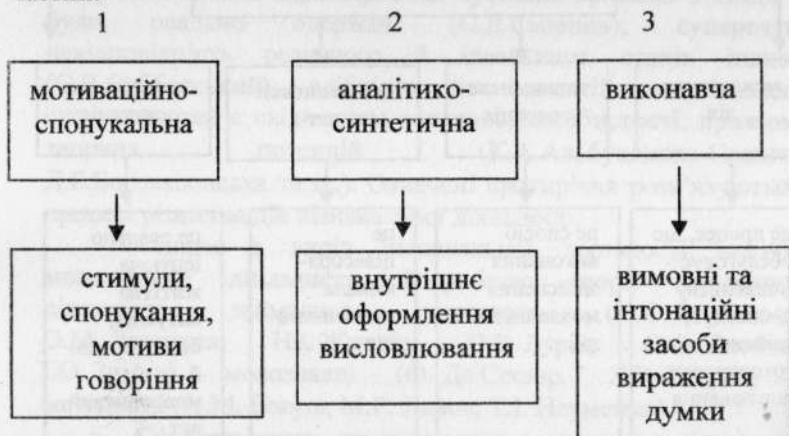 1 2 3
мотиваційно-
спонукальна
аналітико-
синтетична
виконавча
стимули,
спонукання,
мотиви
говоріння
внутрішнє
оформлення
висловлювання
вимовні та
інтонаційні
засоби
вираження
думки